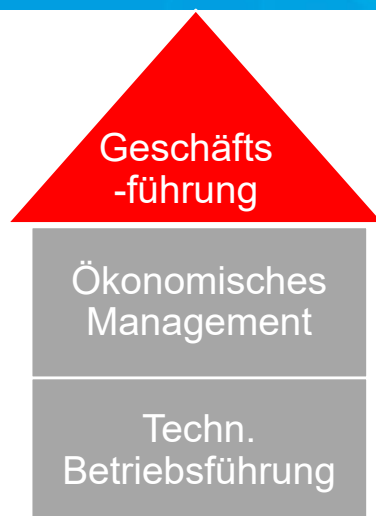 Geschäfts
-führung
Ökonomisches
Management
Techn.
Betriebsführung